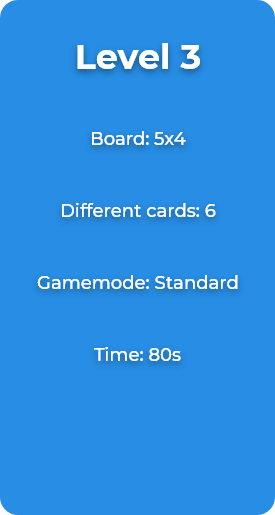 Level 3
Board: 5x4
Different cards: 6
Gamemode: Standard
Time: 80s